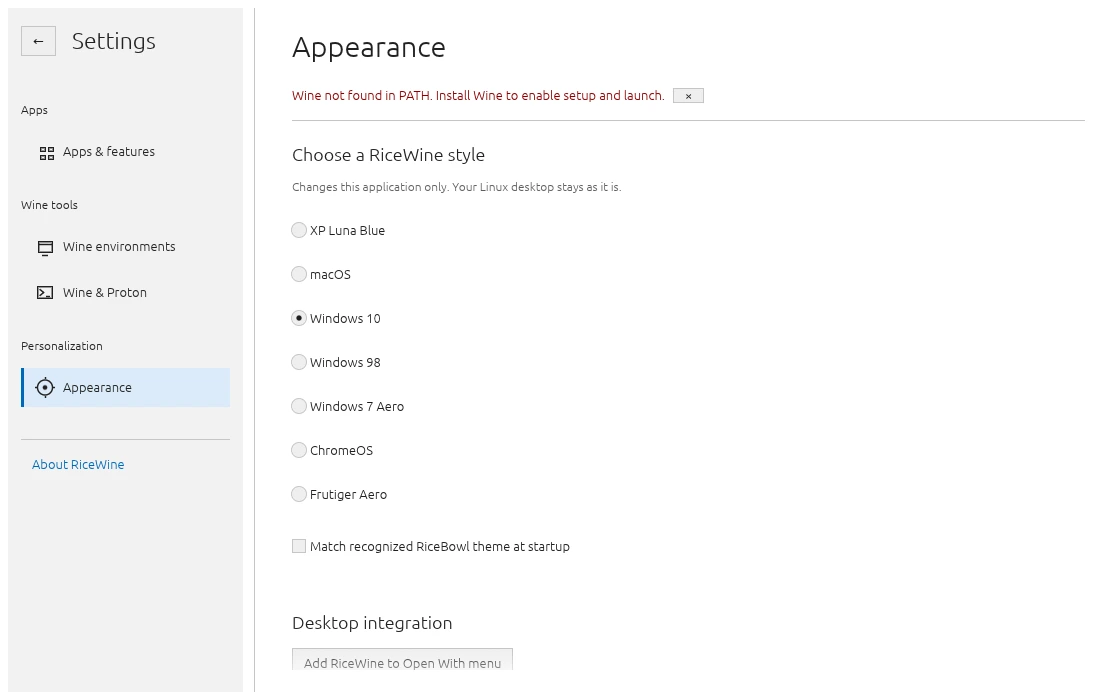 ← Settings
Apps
Apps & features
Wine tools
Wine environments
Wine & Proton
Personalization
Appearance
About RiceWine
Appearance
Wine not found in PATH. Install Wine to enable setup and launch. ×
Choose a RiceWine style
Changes this application only. Your Linux desktop stays as it is.
XP Luna Blue
macOS
Windows 10
Windows 98
Windows 7 Aero
ChromeOS
Frutiger Aero
Match recognized RiceBowl theme at startup
Desktop integration
Add RiceWine to Open With menu